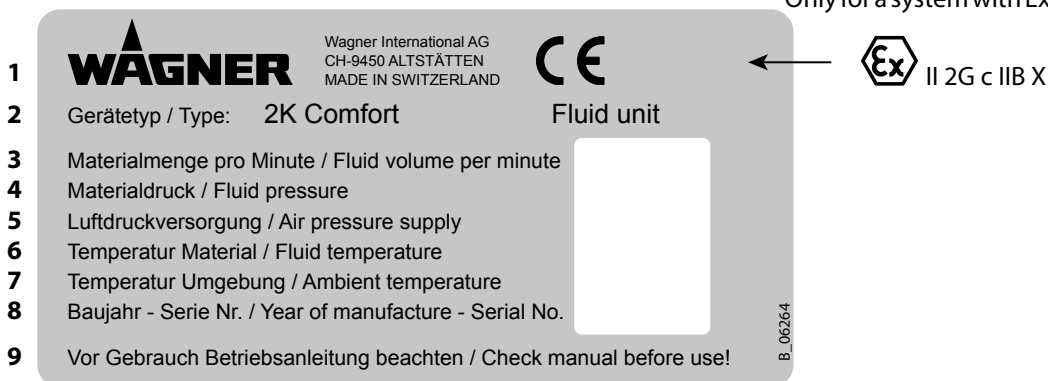 Only for a system with Ex
1 WAGNER
Wagner International AG
CH-9450 ALTSTÄTTEN
MADE IN SWITZERLAND
CE
Ex II 2G c IIB X
2 Gerätetyp / Type: 2K Comfort Fluid unit
3 Materialmenge pro Minute / Fluid volume per minute
4 Materialdruck / Fluid pressure
5 Luftdruckversorgung / Air pressure supply
6 Temperatur Material / Fluid temperature
7 Temperatur Umgebung / Ambient temperature
8 Baujahr - Serie Nr. / Year of manufacture - Serial No.
9 Vor Gebrauch Betriebsanleitung beachten / Check manual before use!
B_06264